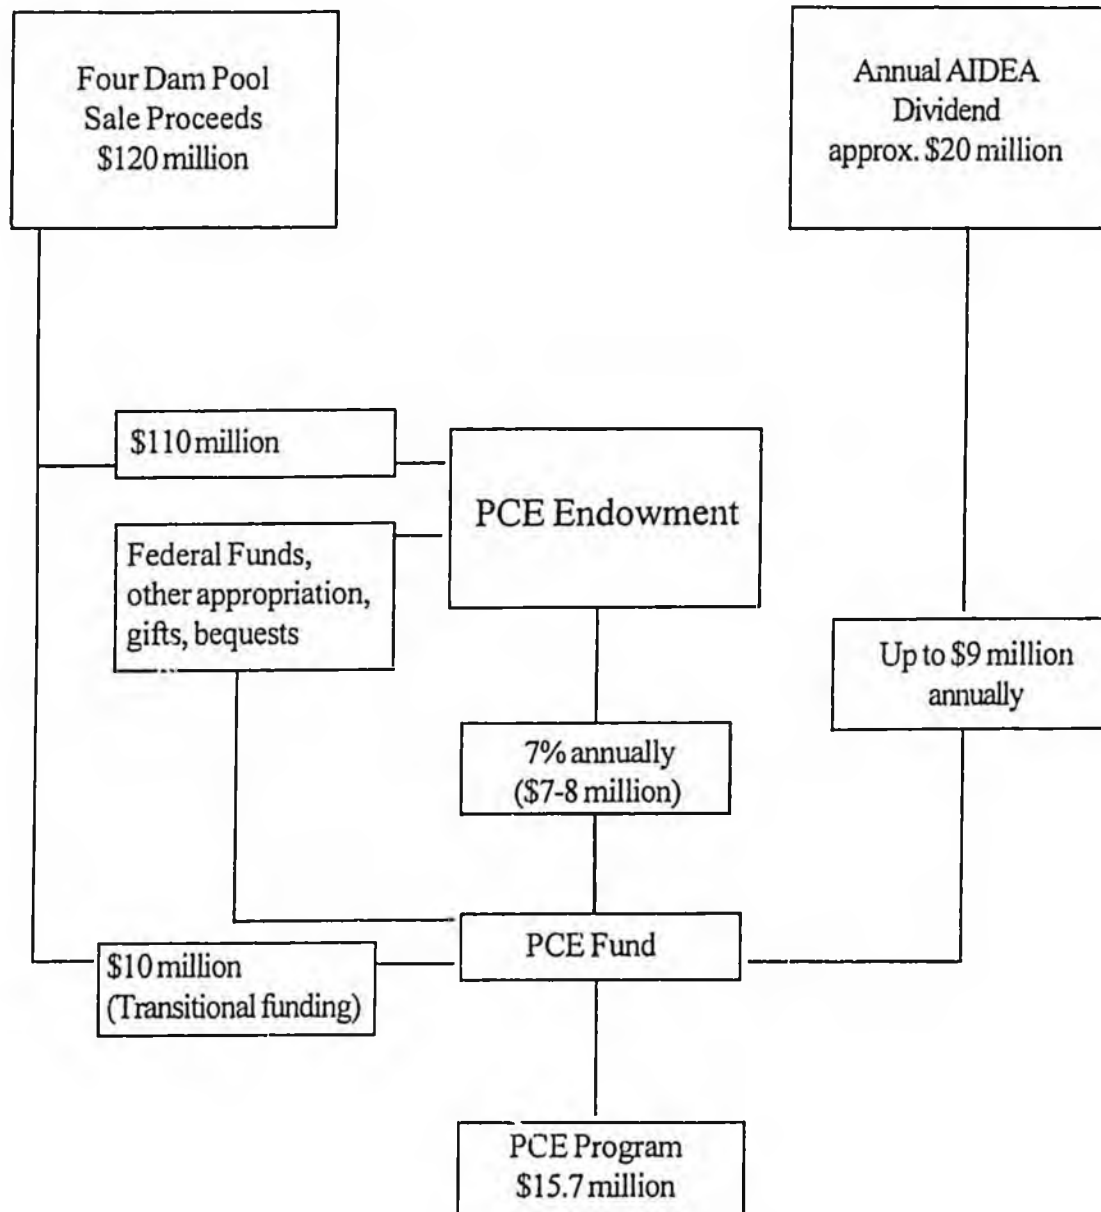 Four Dam Pool
Sale Proceeds
$120 million
Annual AIDEA
Dividend
approx. $20 million
$110 million
PCE Endowment
Federal Funds,
other appropriation,
gifts, bequests
Up to $9 million
annually
7% annually
($7-8 million)
PCE Fund
$10 million
(Transitional funding)
PCE Program
$15.7 million